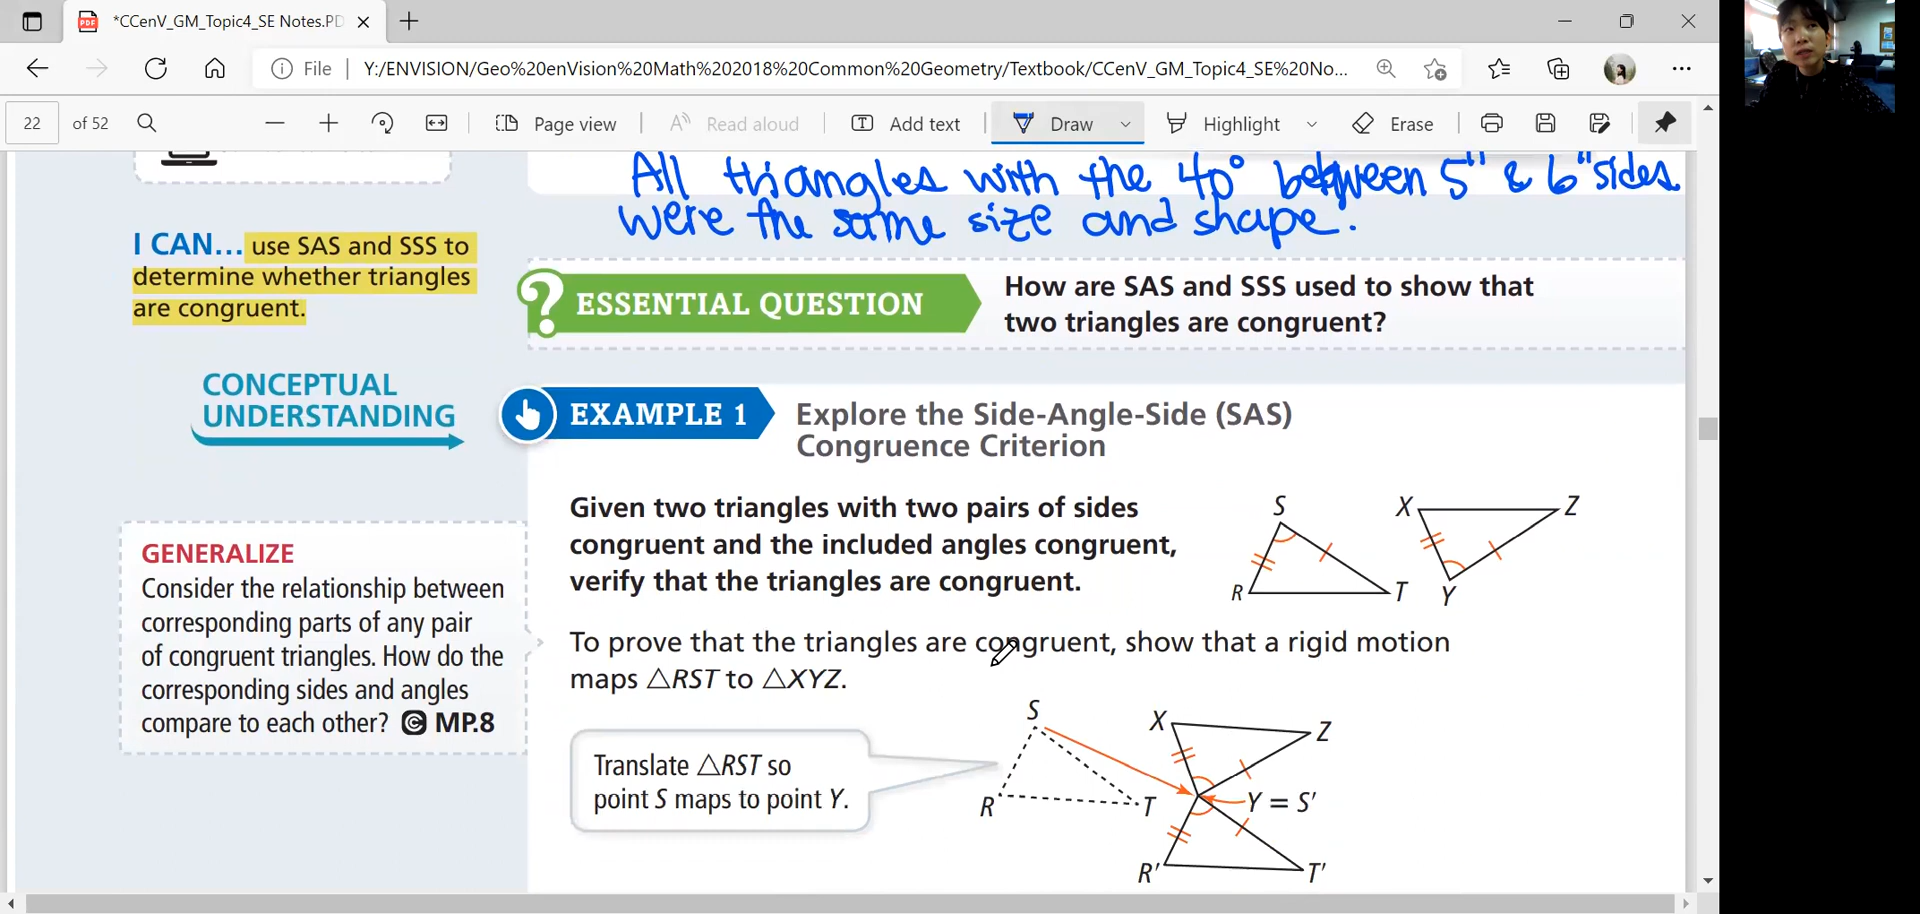 *CCenV_GM_Topic4_SE Notes.PD
File
Y:/ENVISION/Geo%20enVision%20Math%202018%20Common%20Geometry/Textbook/CCenV_GM_Topic4_SE%20No...
22 of 52
Page view
Read aloud
Add text
Draw
Highlight
Erase
All triangles with the 40° between 5" & 6" sides
were the same size and shape.
I CAN... use SAS and SSS to
determine whether triangles
are congruent.
ESSENTIAL QUESTION
How are SAS and SSS used to show that
two triangles are congruent?
CONCEPTUAL
UNDERSTANDING
EXAMPLE 1
Explore the Side-Angle-Side (SAS)
Congruence Criterion
Given two triangles with two pairs of sides
congruent and the included angles congruent,
verify that the triangles are congruent.
S
R
T
X
Z
Y
GENERALIZE
Consider the relationship between
corresponding parts of any pair
of congruent triangles. How do the
corresponding sides and angles
compare to each other? © MP.8
To prove that the triangles are congruent, show that a rigid motion
maps △RST to △XYZ.
Translate △RST so
point S maps to point Y.
S
R
T
X
Z
Y = S′
R′
T′